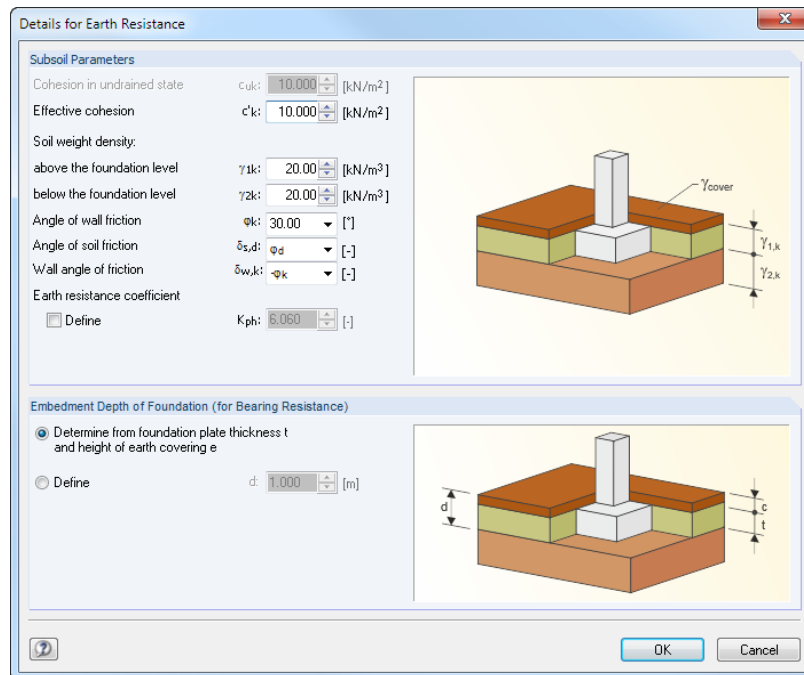 Details for Earth Resistance
x
Subsoil Parameters
Cohesion in undrained state cuk: 10.000 [kN/m²]
Effective cohesion c'k: 10.000 [kN/m²]
Soil weight density:
above the foundation level γ1k: 20.00 [kN/m³]
below the foundation level γ2k: 20.00 [kN/m³]
Angle of wall friction φk: 30.00 [°]
Angle of soil friction δs,d: φd [-]
Wall angle of friction δw,k: -φk [-]
Earth resistance coefficient
Define Kph: 6.060 [-]
γcover
γ1,k
γ2,k
Embedment Depth of Foundation (for Bearing Resistance)
Determine from foundation plate thickness t
and height of earth covering e
Define d: 1.000 [m]
d
c
t
?
OK
Cancel